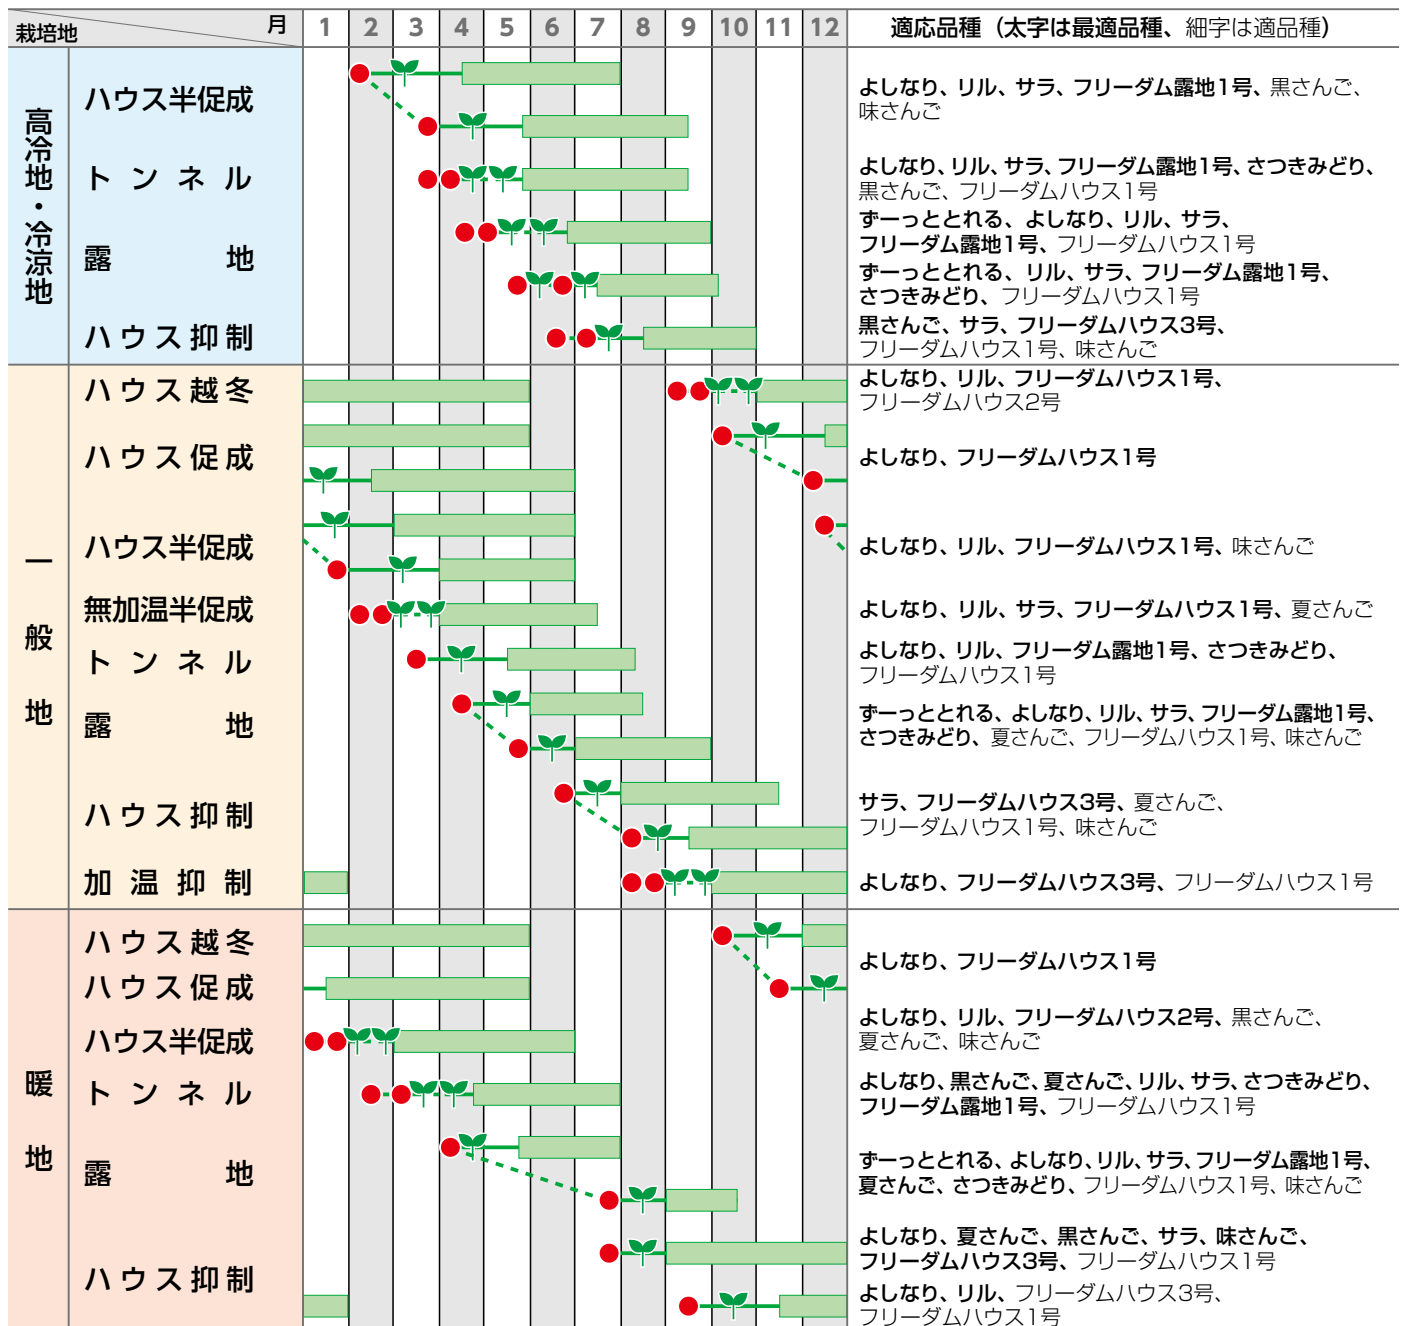 月
栽培地
1 2 3 4 5 6 7 8 9 10 11 12
適応品種（太字は最適品種、細字は適品種）
高冷地・冷涼地
ハウス半促成
よしなり、リル、サラ、フリーダム露地1号、黒さんご、
味さんご
トンネル
よしなり、リル、サラ、フリーダム露地1号、さつきみどり、
黒さんご、フリーダムハウス1号
露地
ずーっととれる、よしなり、リル、サラ、
フリーダム露地1号、フリーダムハウス1号
ずーっととれる、リル、サラ、フリーダム露地1号、
さつきみどり、フリーダムハウス1号
ハウス抑制
黒さんご、サラ、フリーダムハウス3号、
フリーダムハウス1号、味さんご
一般地
ハウス越冬
よしなり、リル、フリーダムハウス1号、
フリーダムハウス2号
ハウス促成
よしなり、フリーダムハウス1号
ハウス半促成
よしなり、リル、フリーダムハウス1号、味さんご
無加温半促成
よしなり、リル、サラ、フリーダムハウス1号、夏さんご
トンネル
よしなり、リル、フリーダム露地1号、さつきみどり、
フリーダムハウス1号
露地
ずーっととれる、よしなり、リル、サラ、フリーダム露地1号、
さつきみどり、夏さんご、フリーダムハウス1号、味さんご
ハウス抑制
サラ、フリーダムハウス3号、夏さんご、
フリーダムハウス1号、味さんご
加温抑制
よしなり、フリーダムハウス3号、フリーダムハウス1号
暖地
ハウス越冬
ハウス促成
よしなり、フリーダムハウス1号
ハウス半促成
よしなり、リル、フリーダムハウス2号、黒さんご、
夏さんご、味さんご
トンネル
よしなり、黒さんご、夏さんご、リル、サラ、さつきみどり、
フリーダム露地1号、フリーダムハウス1号
露地
ずーっととれる、よしなり、リル、サラ、フリーダム露地1号、
夏さんご、さつきみどり、フリーダムハウス1号、味さんご
ハウス抑制
よしなり、夏さんご、黒さんご、サラ、味さんご、
フリーダムハウス3号、フリーダムハウス1号
よしなり、リル、フリーダムハウス3号、
フリーダムハウス1号